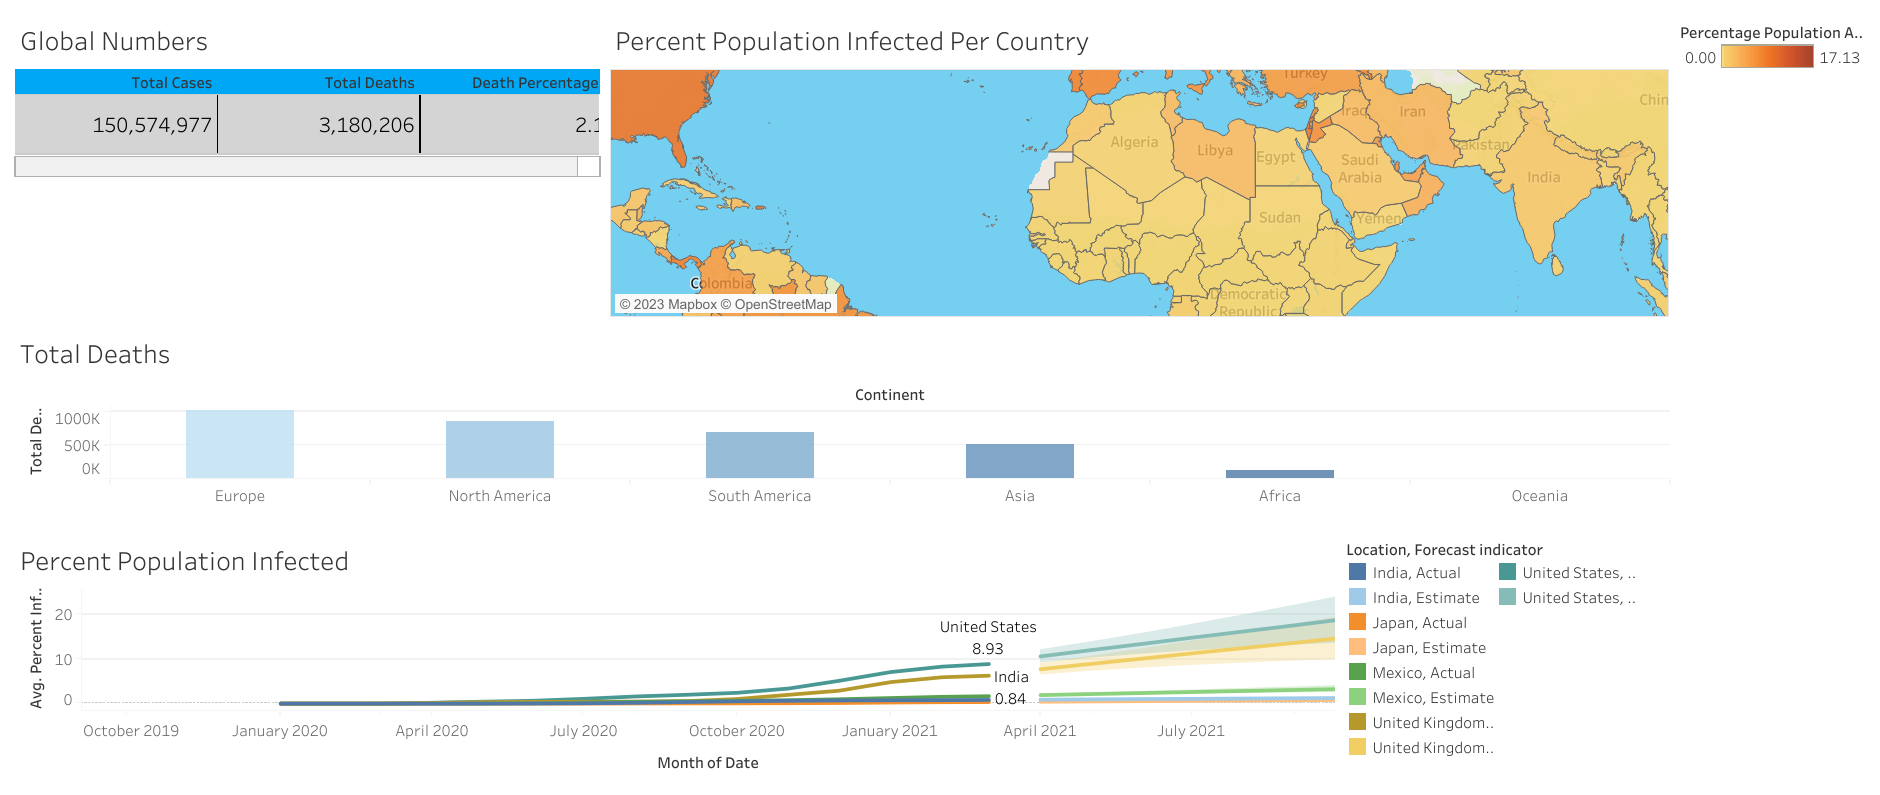 Global Numbers
Total Cases Total Deaths Death Percentage
150,574,977 3,180,206 2.1
Percent Population Infected Per Country
Percentage Population A..
0.00 17.13
Turkey
Iraq
Iran
Chin
Algeria
Libya
Egypt
Pakistan
Saudi
Arabia
India
Sudan
Yemen
Colombia
Democratic
Republic
© 2023 Mapbox © OpenStreetMap
Total Deaths
Continent
Total De..
1000K
500K
0K
Europe North America South America Asia Africa Oceania
Percent Population Infected
Avg. Percent Inf..
20
10
0
United States
8.93
India
0.84
October 2019 January 2020 April 2020 July 2020 October 2020 January 2021 April 2021 July 2021
Month of Date
Location, Forecast indicator
India, Actual
India, Estimate
Japan, Actual
Japan, Estimate
Mexico, Actual
Mexico, Estimate
United Kingdom..
United Kingdom..
United States, ..
United States, ..